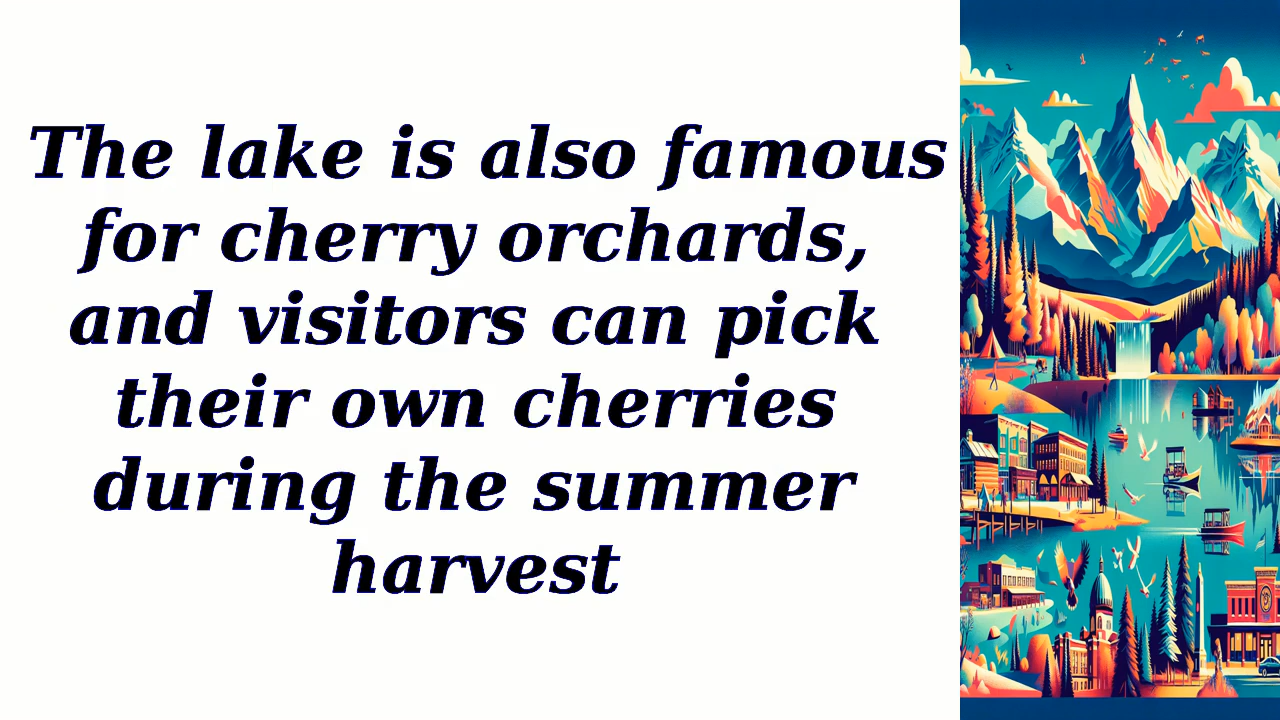 The lake is also famous
for cherry orchards,
and visitors can pick
their own cherries
during the summer
harvest